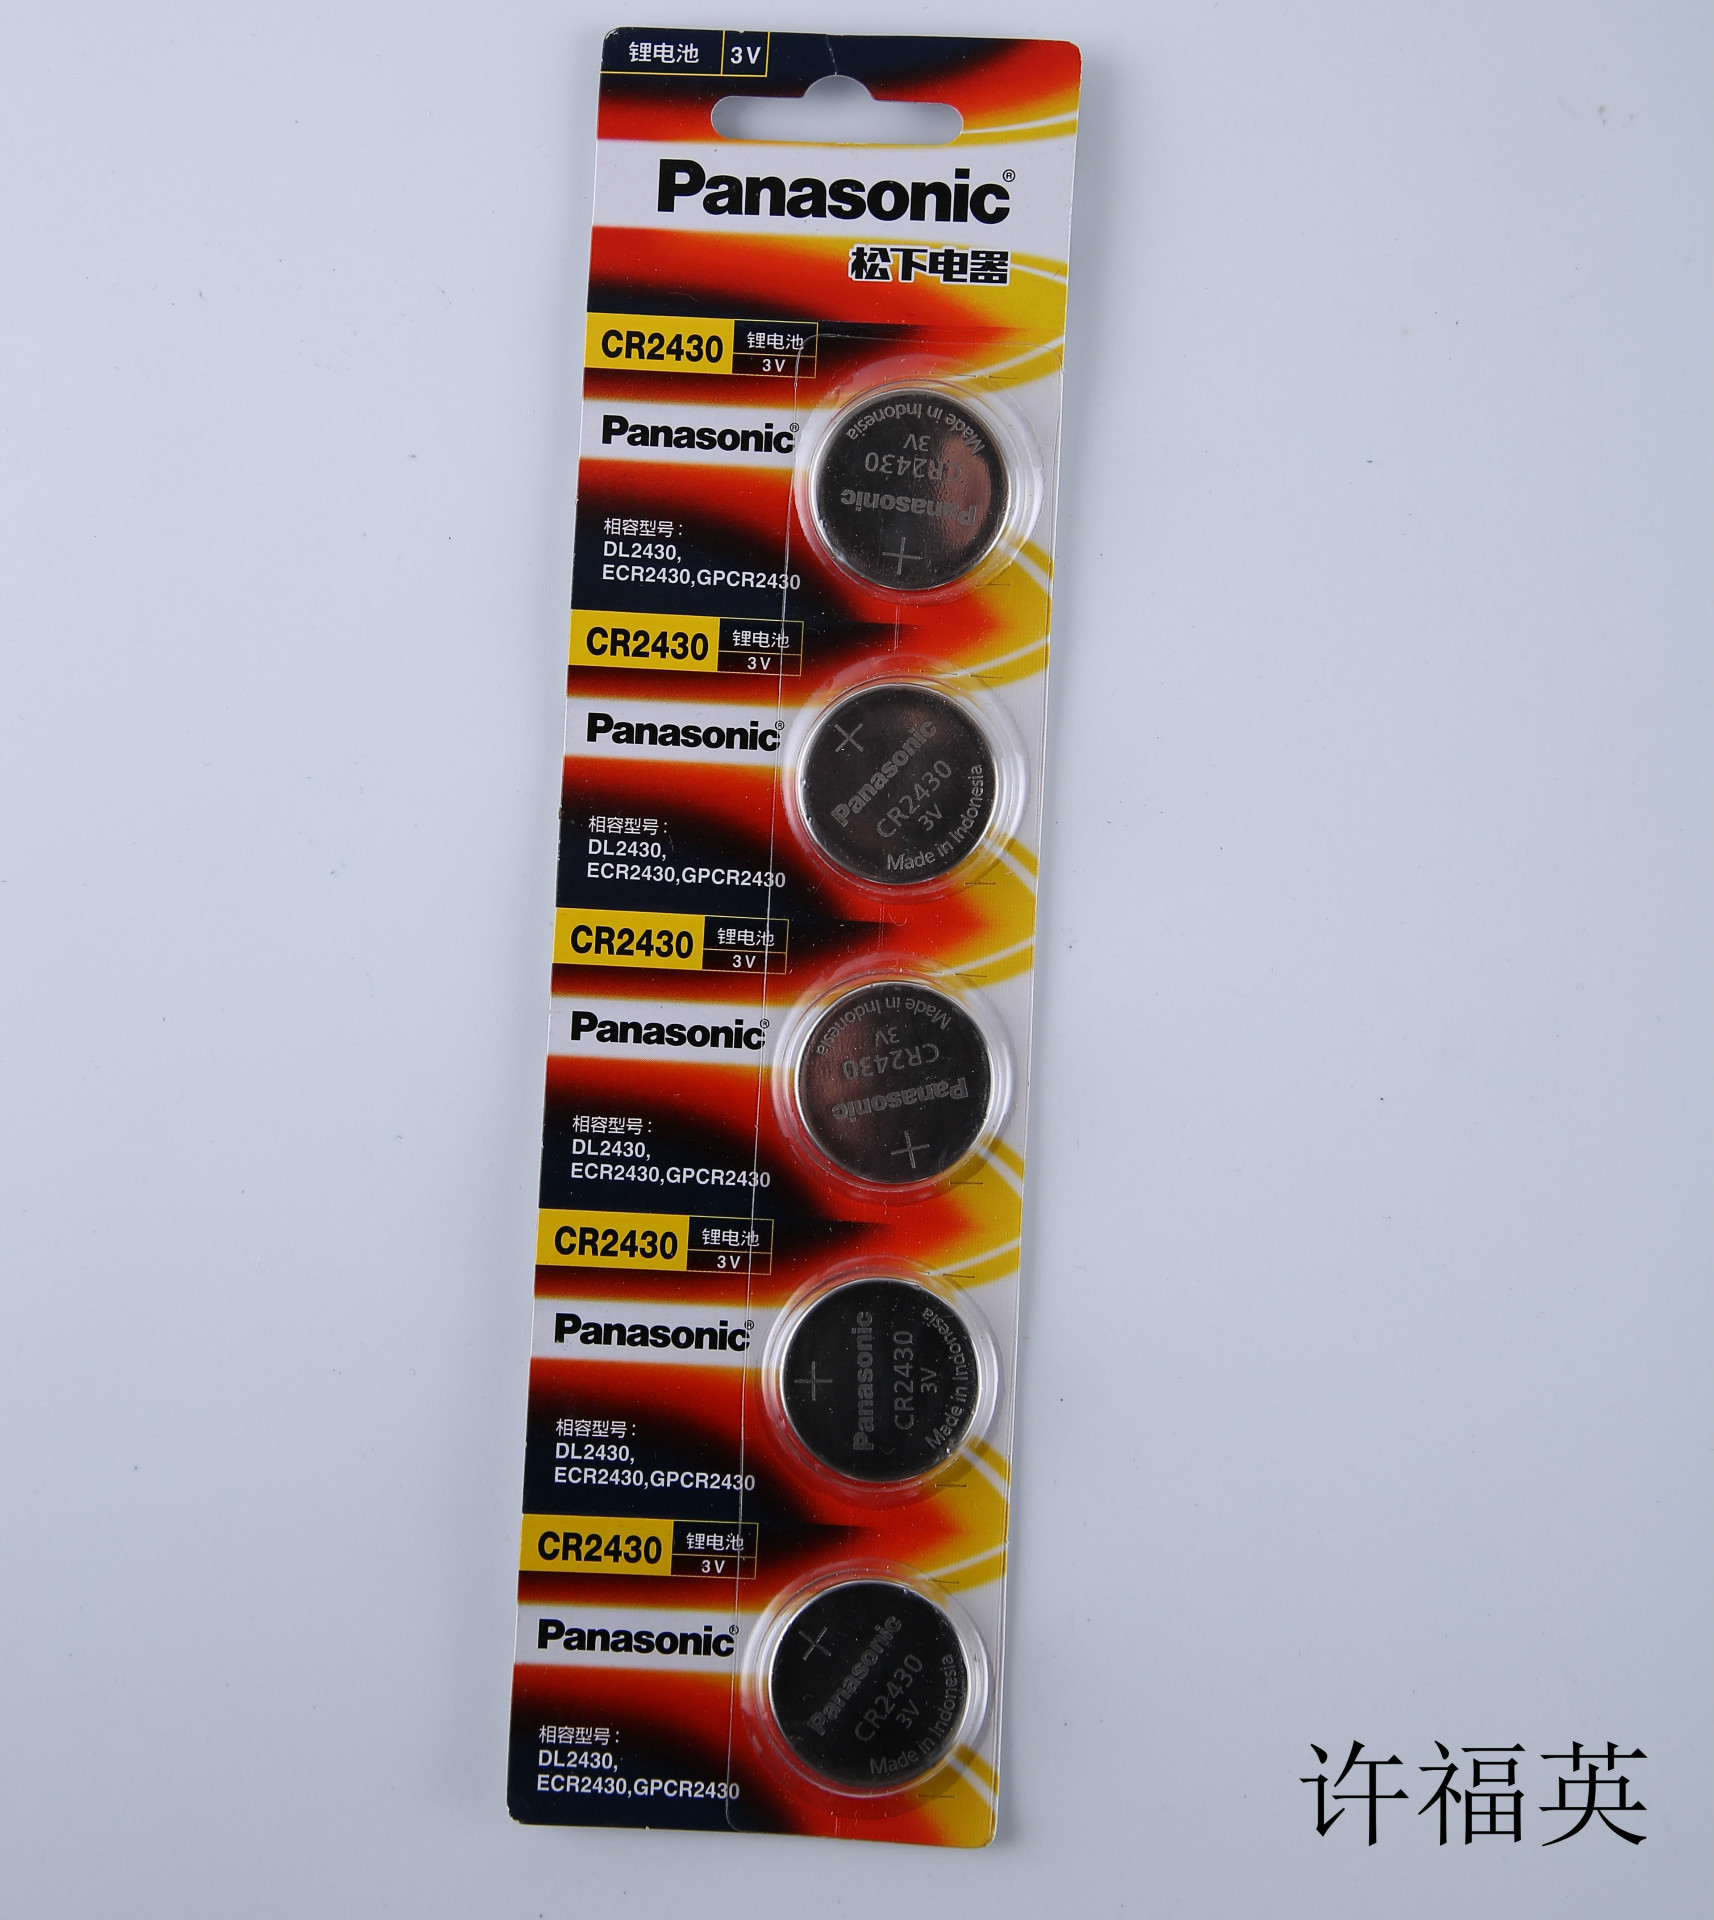 锂电池 3V
Panasonic®
松下电器
CR2430 锂电池 3V
Panasonic®
相容型号:
DL2430,
ECR2430,GPCR2430
Made in Indonesia
3V
CR2430
Panasonic
+
CR2430 锂电池 3V
Panasonic®
相容型号:
DL2430,
ECR2430,GPCR2430
+
Panasonic
CR2430
3V
Made in Indonesia
CR2430 锂电池 3V
Panasonic®
相容型号:
DL2430,
ECR2430,GPCR2430
Made in Indonesia
3V
CR2430
Panasonic
+
CR2430 锂电池 3V
Panasonic®
相容型号:
DL2430,
ECR2430,GPCR2430
+
Panasonic
CR2430
3V
Made in Indonesia
CR2430 锂电池 3V
Panasonic®
相容型号:
DL2430,
ECR2430,GPCR2430
+
Panasonic
CR2430
3V
Made in Indonesia
许福英